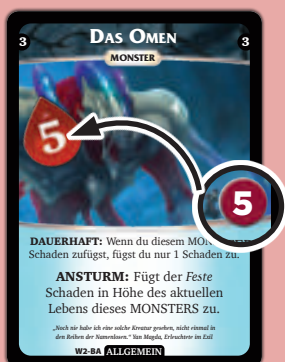 3 DAS OMEN 3
MONSTER
5
5
DAUERHAFT: Wenn du diesem
Schaden zufügst, fügst du nur 1 Schaden zu.
ANSTURM: Fügt der Feste
Schaden in Höhe des aktuellen
Lebens dieses MONSTERS zu.
„Noch nie habe ich eine solche Kreatur gesehen, nicht einmal in
den Reihen der Namenlosen.“ Yan Magda, Erleuchtete im Exil
W2-BA ALLGEMEIN